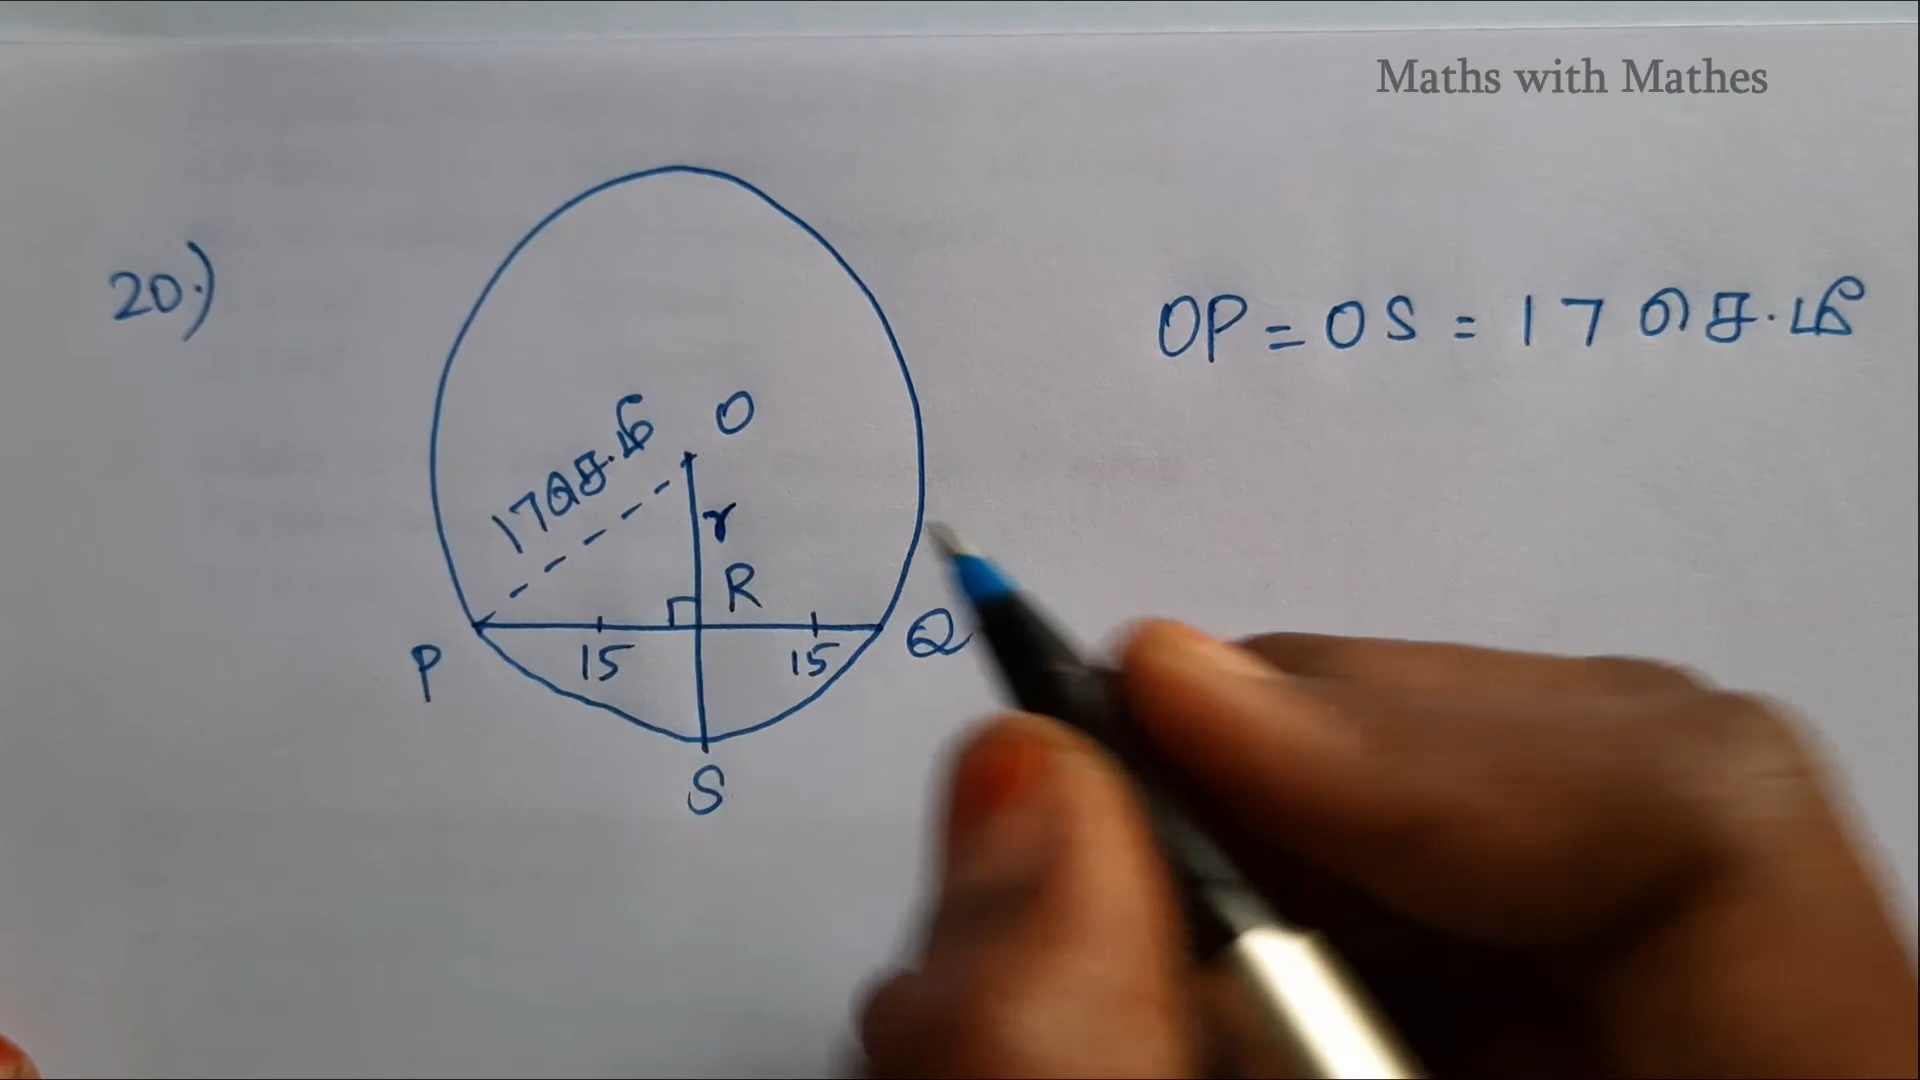 Maths with Mathes
20.)
OP = OS = 17 செ.மீ
O
17செ.மீ
r
R
P
15
15
Q
S